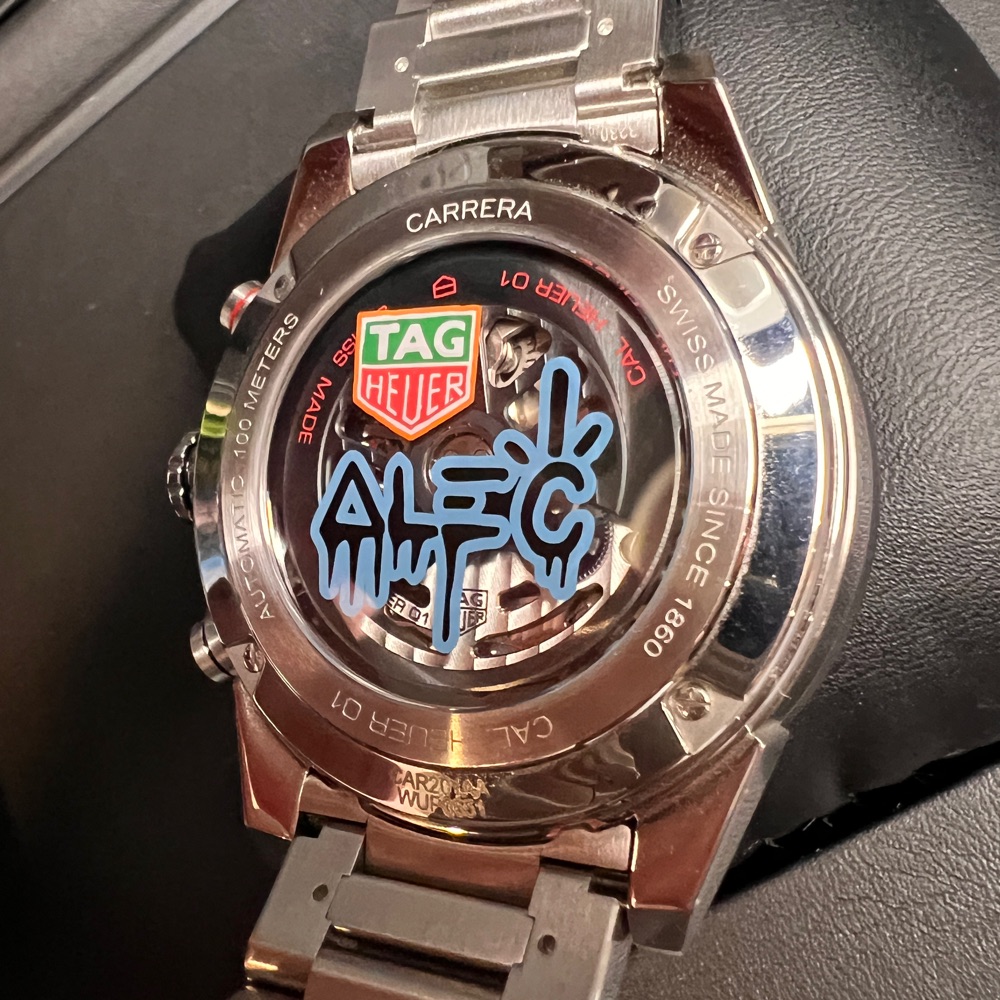 CARRERA
CAL. HEUER 01
SWISS MADE
TAG
HEUER
ALEC
AUTOMATIC 100 METERS
SWISS MADE SINCE 1860
TAG
CAL. HEUER 01